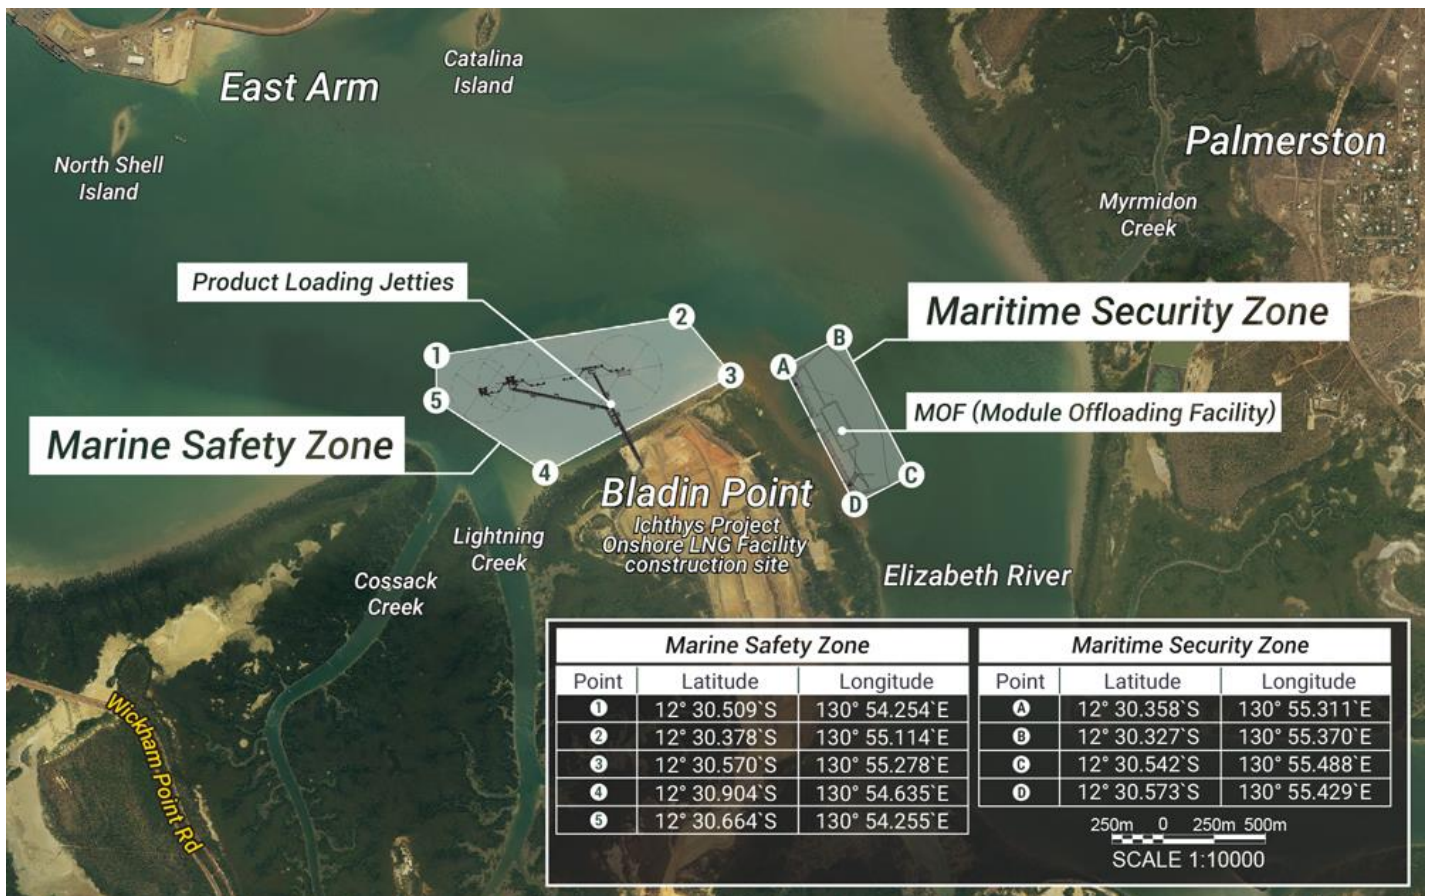 East Arm
Catalina
Island
North Shell
Island
Palmerston
Myrmidon
Creek
Product Loading Jetties
Maritime Security Zone
1
2
3
4
5
A
B
C
D
MOF (Module Offloading Facility)
Marine Safety Zone
Bladin Point
Ichthys Project
Onshore LNG Facility
construction site
Lightning
Creek
Cossack
Creek
Elizabeth River
Wickham Point Rd
Marine Safety Zone
Point Latitude Longitude
1 12° 30.509`S 130° 54.254`E
2 12° 30.378`S 130° 55.114`E
3 12° 30.570`S 130° 55.278`E
4 12° 30.904`S 130° 54.635`E
5 12° 30.664`S 130° 54.255`E
Maritime Security Zone
Point Latitude Longitude
A 12° 30.358`S 130° 55.311`E
B 12° 30.327`S 130° 55.370`E
C 12° 30.542`S 130° 55.488`E
D 12° 30.573`S 130° 55.429`E
250m 0 250m 500m
SCALE 1:10000